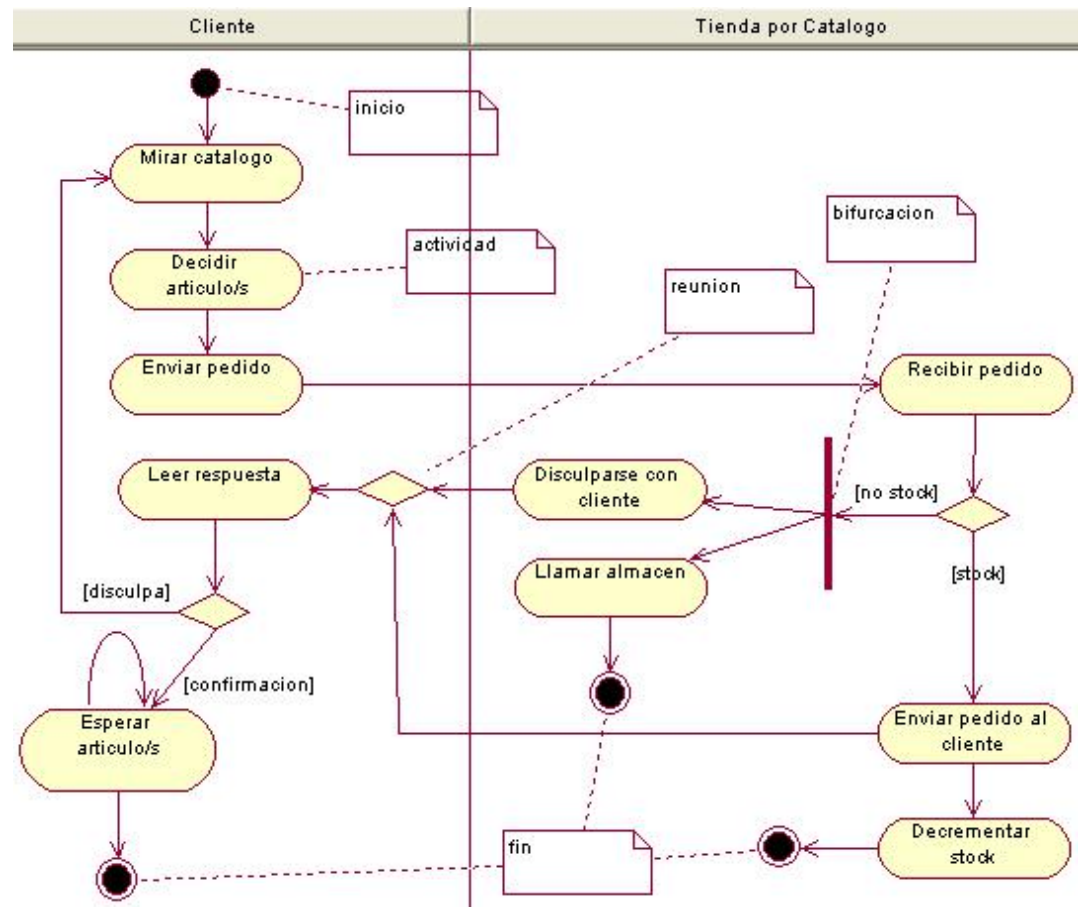 Cliente
Tienda por Catalogo
inicio
Mirar catalogo
bifurcacion
actividad
Decidir
articulo/s
reunion
Enviar pedido
Recibir pedido
Leer respuesta
Disculparse con
cliente
[no stock]
Llamar almacen
[stock]
[disculpa]
[confirmacion]
Esperar
articulo/s
Enviar pedido al
cliente
fin
Decrementar
stock